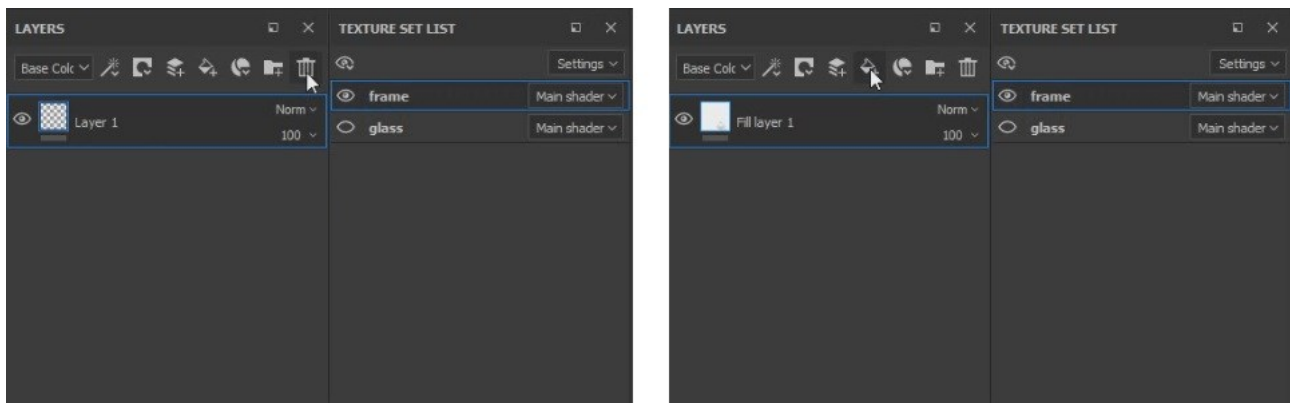 LAYERS
TEXTURE SET LIST
Base Colc
Settings
frame
Main shader
Layer 1
Norm
100
glass
Main shader
LAYERS
TEXTURE SET LIST
Base Colc
Settings
frame
Main shader
Fill layer 1
Norm
100
glass
Main shader